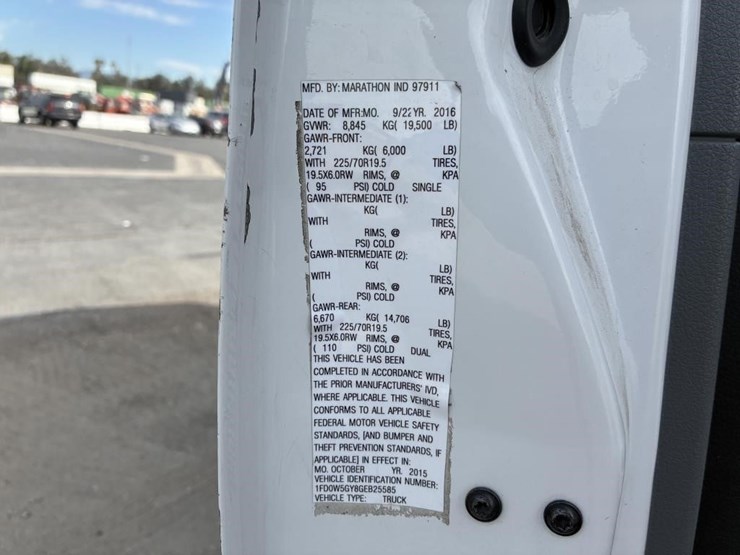 MFD. BY: MARATHON IND 97911
DATE OF MFR:MO. 9/22 YR. 2016
GVWR: 8,845 KG( 19,500 LB)
GAWR-FRONT:
2,721 KG( 6,000 LB)
WITH 225/70R19.5 TIRES,
19.5X6.0RW RIMS, @ KPA
( 95 PSI) COLD SINGLE
GAWR-INTERMEDIATE (1):
KG( LB)
WITH TIRES,
RIMS, @ KPA
( PSI) COLD
GAWR-INTERMEDIATE (2):
KG( LB)
WITH TIRES,
RIMS, @ KPA
( PSI) COLD
GAWR-REAR:
6,670 KG( 14,706 LB)
WITH 225/70R19.5 TIRES,
19.5X6.0RW RIMS, @ KPA
( 110 PSI) COLD DUAL
THIS VEHICLE HAS BEEN
COMPLETED IN ACCORDANCE WITH
THE PRIOR MANUFACTURERS' IVD,
WHERE APPLICABLE. THIS VEHICLE
CONFORMS TO ALL APPLICABLE
FEDERAL MOTOR VEHICLE SAFETY
STANDARDS, [AND BUMPER AND
THEFT PREVENTION STANDARDS, IF
APPLICABLE] IN EFFECT IN:
MO. OCTOBER YR. 2015
VEHICLE IDENTIFICATION NUMBER:
1FD0W5GY8GEB25585
VEHICLE TYPE: TRUCK